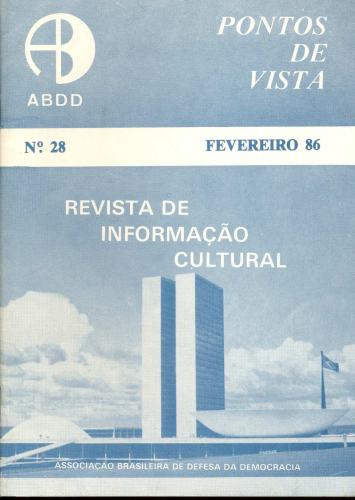 PONTOS
DE
VISTA
ABDD
Nº 28
FEVEREIRO 86
REVISTA DE
INFORMAÇÃO
CULTURAL
ASSOCIAÇÃO BRASILEIRA DE DEFESA DA DEMOCRACIA